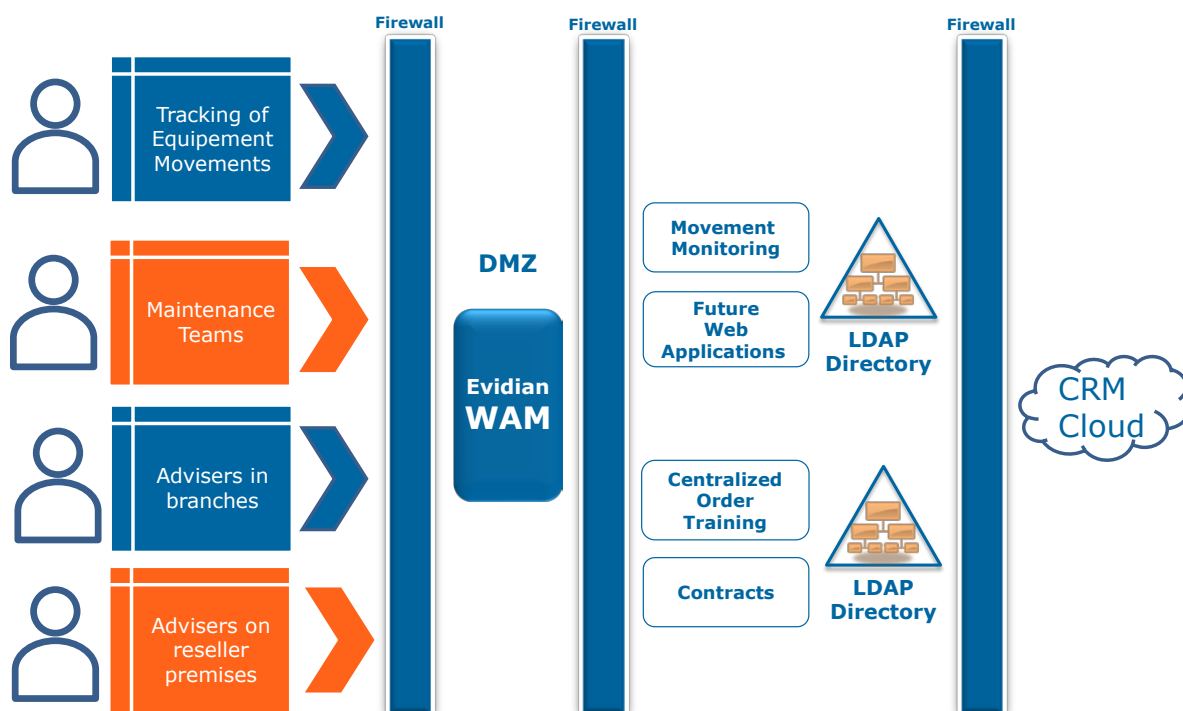 Firewall
Firewall
Firewall
Tracking of
Equipement
Movements
Maintenance
Teams
Advisers in
branches
Advisers on
reseller
premises
DMZ
Evidian
WAM
Movement
Monitoring
Future
Web
Applications
LDAP
Directory
Centralized
Order
Training
Contracts
LDAP
Directory
CRM
Cloud